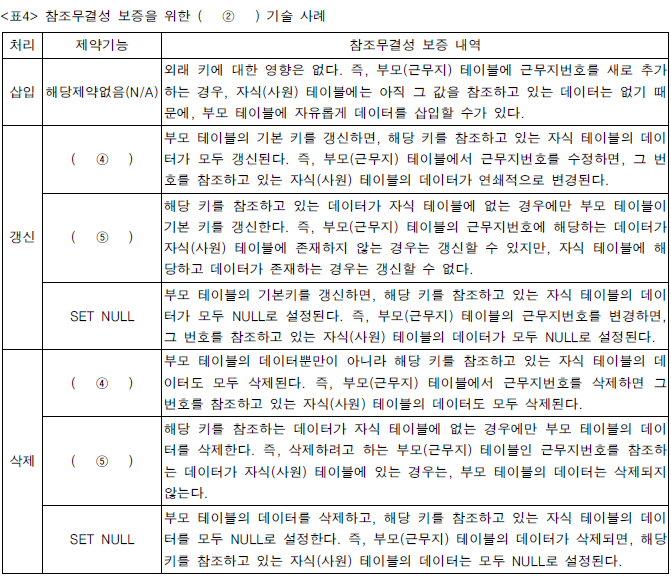 <표4> 참조무결성 보증을 위한 ( ② ) 기술 사례
처리 제약기능 참조무결성 보증 내역
삽입 해당제약없음(N/A)
외래 키에 대한 영향은 없다. 즉, 부모(근무지) 테이블에 근무지번호를 새로 추가
하는 경우, 자식(사원) 테이블에는 아직 그 값을 참조하고 있는 데이터는 없기 때
문에, 부모 테이블에 자유롭게 데이터를 삽입할 수가 있다.
갱신
( ④ )
부모 테이블의 기본 키를 갱신하면, 해당 키를 참조하고 있는 자식 테이블의 데이
터가 모두 갱신된다. 즉, 부모(근무지) 테이블에서 근무지번호를 수정하면, 그 번
호를 참조하고 있는 자식(사원) 테이블의 데이터가 연쇄적으로 변경된다.
( ⑤ )
해당 키를 참조하고 있는 데이터가 자식 테이블에 없는 경우에만 부모 테이블이
기본 키를 갱신한다. 즉, 부모(근무지) 테이블의 근무지번호에 해당하는 데이터가
자식(사원) 테이블에 존재하지 않는 경우는 갱신할 수 있지만, 자식 테이블에 해
당하고 데이터가 존재하는 경우는 갱신할 수 없다.
SET NULL
부모 테이블의 기본키를 갱신하면, 해당 키를 참조하고 있는 자식 테이블의 데이
터가 모두 NULL로 설정된다. 즉, 부모(근무지) 테이블의 근무지번호를 변경하면,
그 번호를 참조하고 있는 자식(사원) 테이블의 데이터가 모두 NULL로 설정된다.
삭제
( ④ )
부모 테이블의 데이터뿐만이 아니라 해당 키를 참조하고 있는 자식 테이블의 데
이터도 모두 삭제된다. 즉, 부모(근무지) 테이블에서 근무지번호를 삭제하면 그
번호를 참조하고 있는 자식(사원) 테이블의 데이터도 모두 삭제된다.
( ⑤ )
해당 키를 참조하는 데이터가 자식 테이블에 없는 경우에만 부모 테이블의 데이
터를 삭제한다. 즉, 삭제하려고 하는 부모(근무지) 테이블인 근무지번호를 참조하
는 데이터가 자식(사원) 테이블에 있는 경우는, 부모 테이블의 데이터는 삭제되지
않는다.
SET NULL
부모 테이블의 데이터를 삭제하고, 해당 키를 참조하고 있는 자식 테이블의 데이
터를 모두 NULL로 설정한다. 즉, 부모(근무지) 테이블의 데이터가 삭제되면, 해당
키를 참조하고 있는 자식(사원) 테이블의 데이터는 모두 NULL로 설정된다.